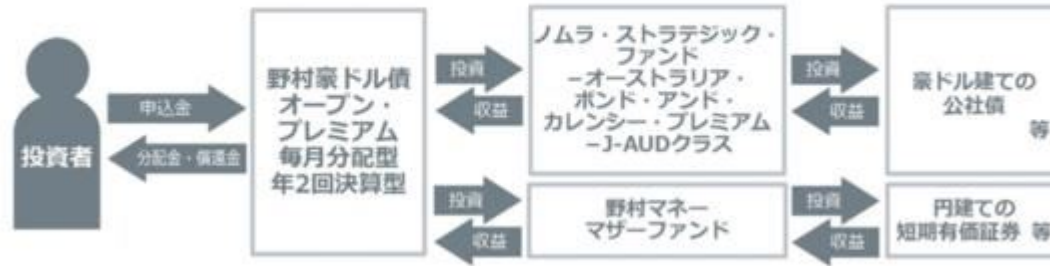 投資者
申込金
分配金・償還金
野村豪ドル債
オープン・
プレミアム
毎月分配型
年2回決算型
投資
収益
ノムラ・ストラテジック・
ファンド
－オーストラリア・
ボンド・アンド・
カレンシー・プレミアム
－J-AUDクラス
投資
収益
豪ドル建ての
公社債
等
投資
収益
野村マネー
マザーファンド
投資
収益
円建ての
短期有価証券 等